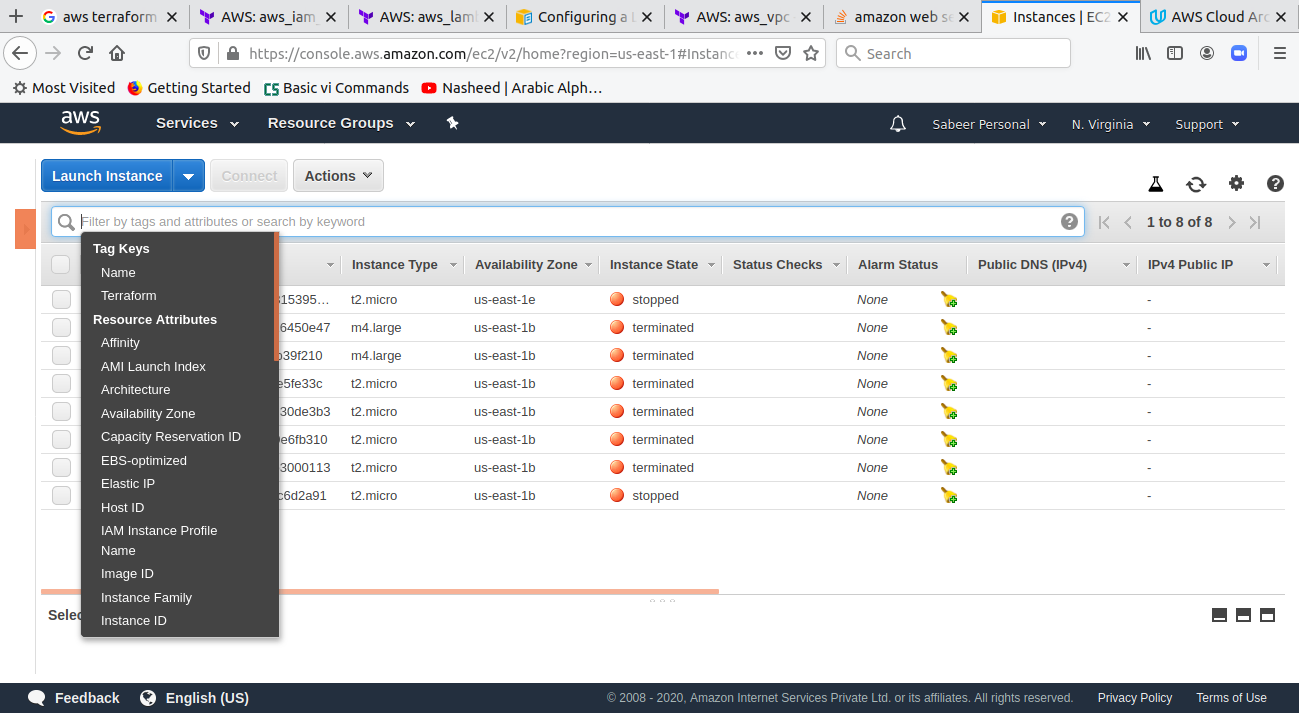 aws terraform
AWS: aws_iam_
AWS: aws_lam
Configuring a L
AWS: aws_vpc
amazon web se
Instances | EC2
AWS Cloud Arc
https://console.aws.amazon.com/ec2/v2/home?region=us-east-1#Instance
Search
Most Visited
Getting Started
Basic vi Commands
Nasheed | Arabic Alph…
aws
Services
Resource Groups
Sabeer Personal
N. Virginia
Support
Launch Instance
Connect
Actions
Filter by tags and attributes or search by keyword
1 to 8 of 8
Instance Type
Availability Zone
Instance State
Status Checks
Alarm Status
Public DNS (IPv4)
IPv4 Public IP
815395… t2.micro us-east-1e stopped None -
6450e47 m4.large us-east-1b terminated None -
b39f210 m4.large us-east-1b terminated None -
e5fe33c t2.micro us-east-1b terminated None -
30de3b3 t2.micro us-east-1b terminated None -
e6fb310 t2.micro us-east-1b terminated None -
3000113 t2.micro us-east-1b terminated None -
c6d2a91 t2.micro us-east-1b stopped None -
Tag Keys
Name
Terraform
Resource Attributes
Affinity
AMI Launch Index
Architecture
Availability Zone
Capacity Reservation ID
EBS-optimized
Elastic IP
Host ID
IAM Instance Profile
Name
Image ID
Instance Family
Instance ID
Selec
Feedback
English (US)
© 2008 - 2020, Amazon Internet Services Private Ltd. or its affiliates. All rights reserved.
Privacy Policy
Terms of Use